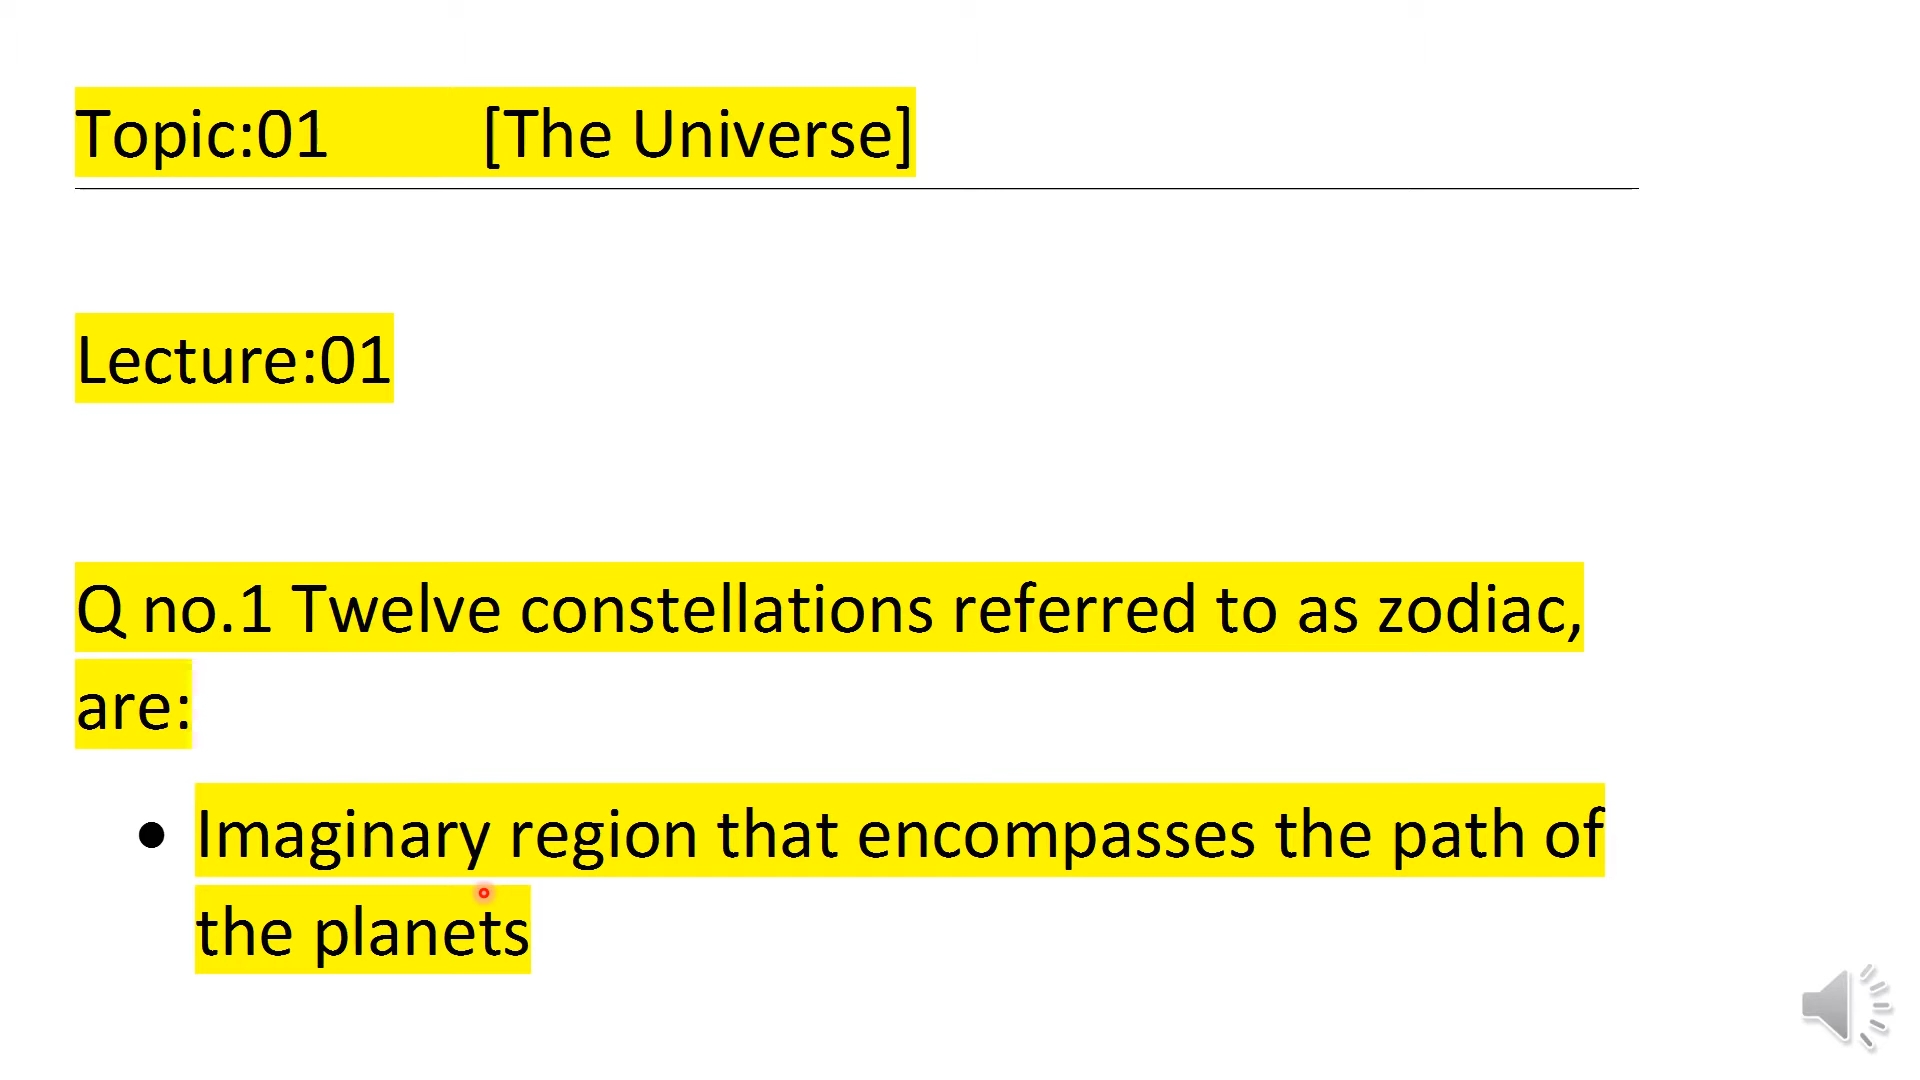 Topic:01 [The Universe]
Lecture:01
Q no.1 Twelve constellations referred to as zodiac,
are:
• Imaginary region that encompasses the path of
the planets